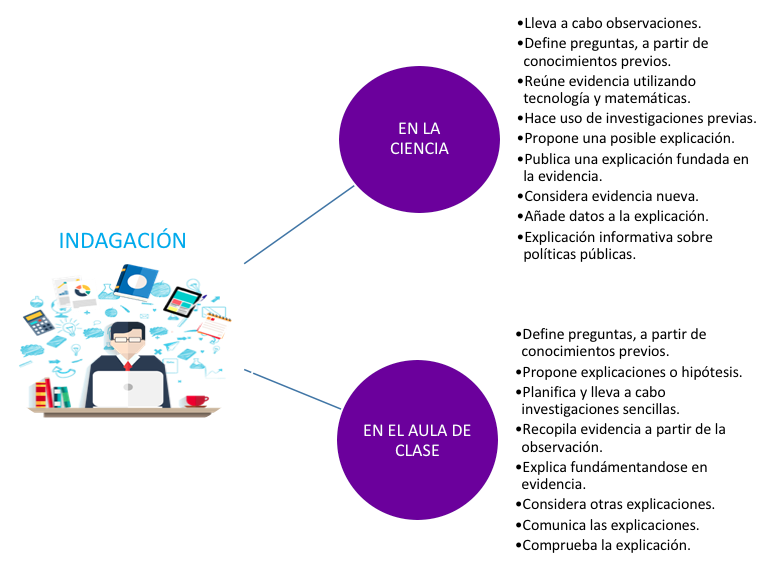 INDAGACIÓN
EN LA
CIENCIA
•Lleva a cabo observaciones.
•Define preguntas, a partir de
conocimientos previos.
•Reúne evidencia utilizando
tecnología y matemáticas.
•Hace uso de investigaciones previas.
•Propone una posible explicación.
•Publica una explicación fundada en
la evidencia.
•Considera evidencia nueva.
•Añade datos a la explicación.
•Explicación informativa sobre
políticas públicas.
EN EL AULA DE
CLASE
•Define preguntas, a partir de
conocimientos previos.
•Propone explicaciones o hipótesis.
•Planifica y lleva a cabo
investigaciones sencillas.
•Recopila evidencia a partir de la
observación.
•Explica fundámentandose en
evidencia.
•Considera otras explicaciones.
•Comunica las explicaciones.
•Comprueba la explicación.